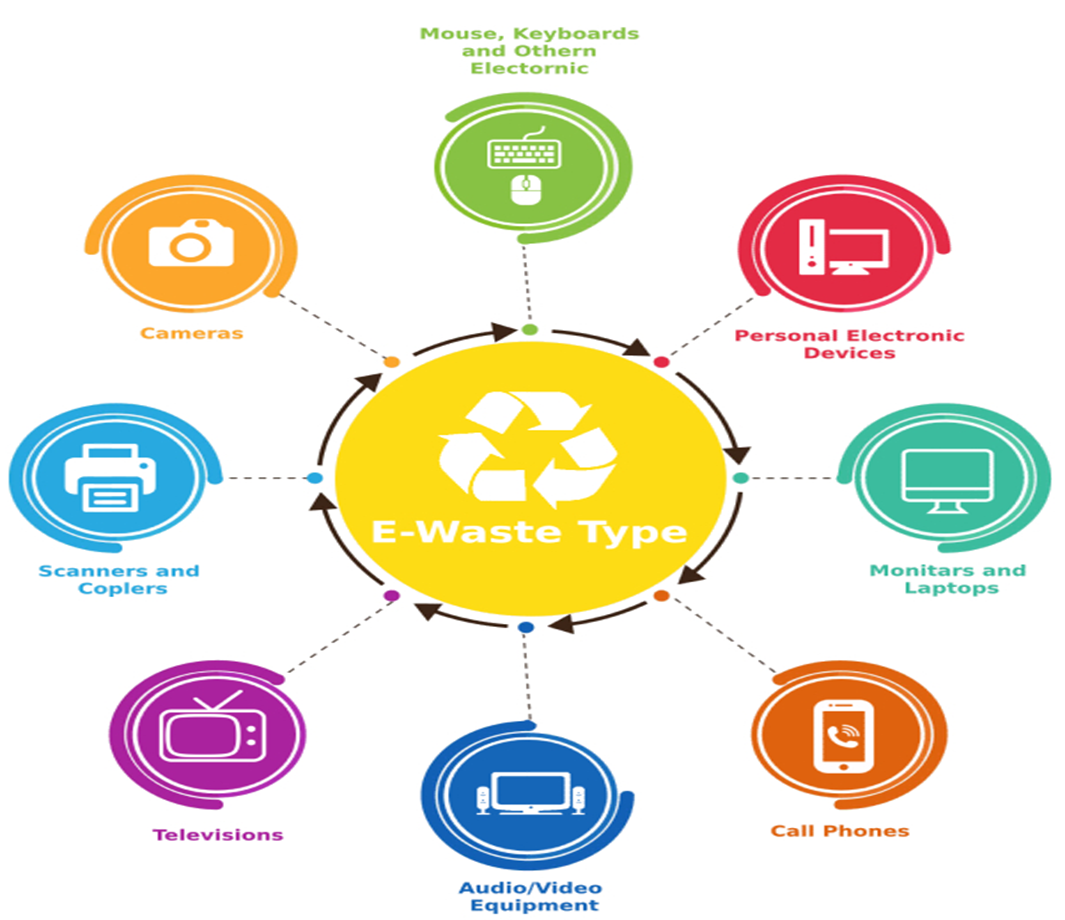 Mouse, Keyboards
and Othern
Electornic
Cameras
Personal Electronic
Devices
E-Waste Type
Scanners and
Coplers
Monitars and
Laptops
Televisions
Call Phones
Audio/Video
Equipment